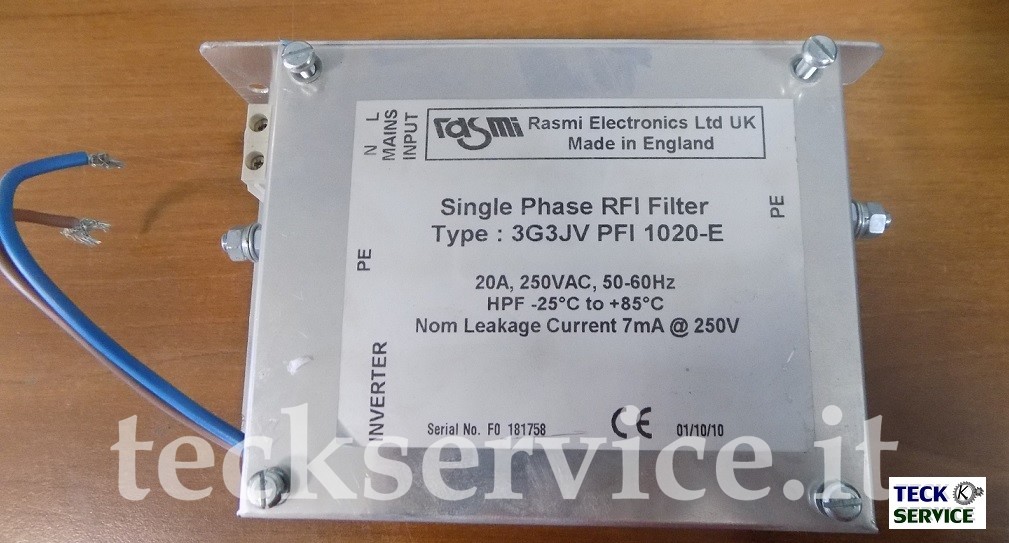 rasmi Rasmi Electronics Ltd UK
Made in England
N L
MAINS
INPUT
PE
PE
Single Phase RFI Filter
Type : 3G3JV PFI 1020-E
20A, 250VAC, 50-60Hz
HPF -25°C to +85°C
Nom Leakage Current 7mA @ 250V
INVERTER
Serial No. F0 181758
CE
01/10/10
teckservice.it
TECK
SERVICE